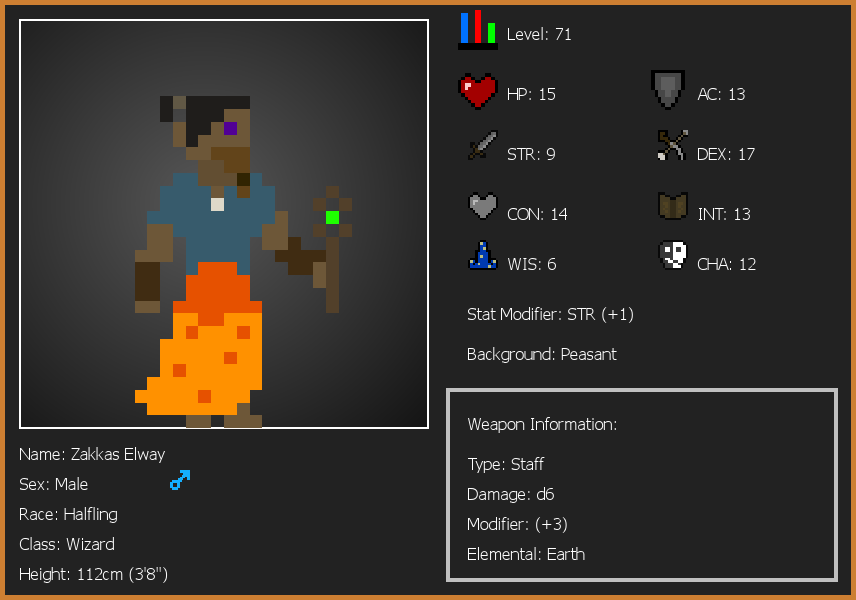 Level: 71
HP: 15
AC: 13
STR: 9
DEX: 17
CON: 14
INT: 13
WIS: 6
CHA: 12
Stat Modifier: STR (+1)
Background: Peasant
Weapon Information:
Type: Staff
Damage: d6
Modifier: (+3)
Elemental: Earth
Name: Zakkas Elway
Sex: Male
Race: Halfling
Class: Wizard
Height: 112cm (3'8")